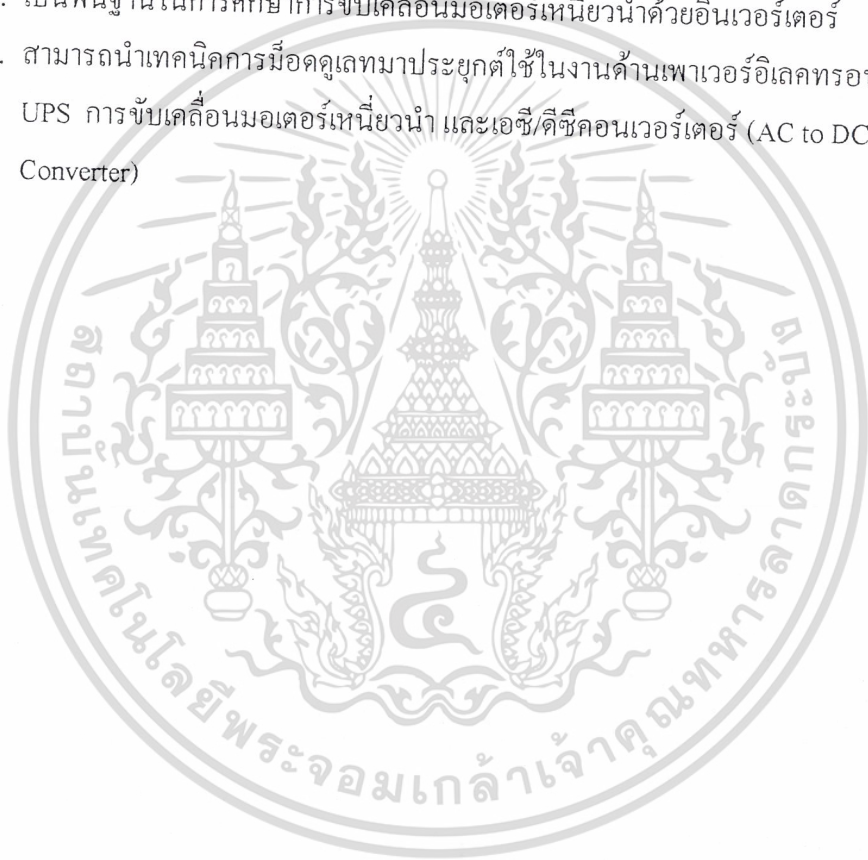 . เป็นพื้นฐานในการศึกษาการขับเคลื่อนมอเตอร์เหนี่ยวนำด้วยอินเวอร์เตอร์
. สามารถนำเทคนิคการม็อดดูเลทมาประยุกต์ใช้ในงานด้านเพาเวอร์อิเลคทรอ
UPS การขับเคลื่อนมอเตอร์เหนี่ยวนำ และเอซี/ดีซีคอนเวอร์เตอร์ (AC to DC
Converter)
สถาบันเทคโนโลยีพระจอมเกล้าเจ้าคุณทหารลาดกระบัง